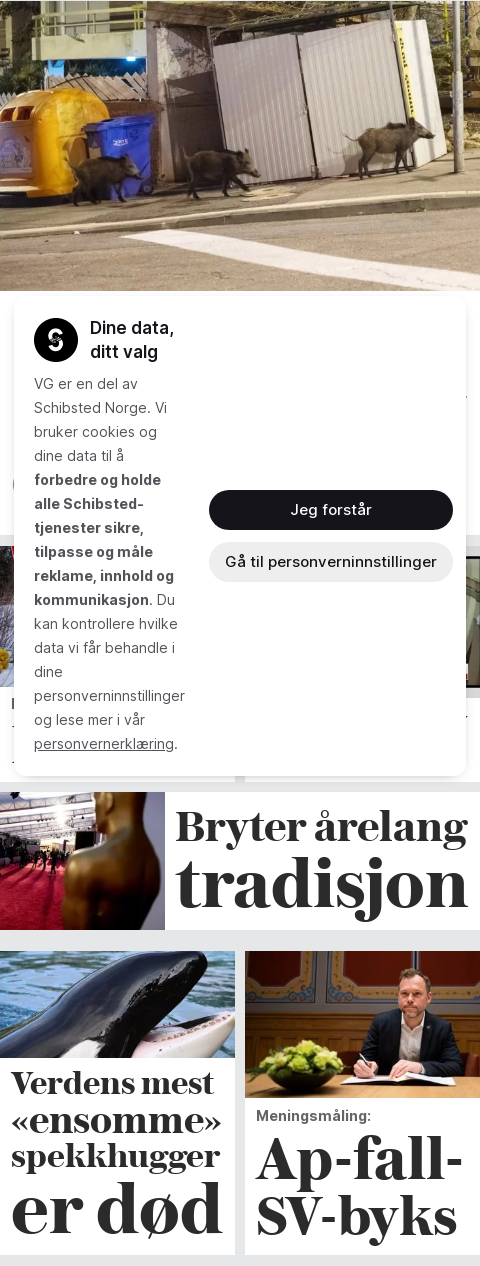 Dine data,
ditt valg
VG er en del av
Schibsted Norge. Vi
bruker cookies og
dine data til å
forbedre og holde
alle Schibsted-
tjenester sikre,
tilpasse og måle
reklame, innhold og
kommunikasjon. Du
kan kontrollere hvilke
data vi får behandle i
dine
personverninnstillinger
og lese mer i vår
personvernerklæring.
Jeg forstår
Gå til personverninnstillinger
Bryter årelang
tradisjon
Verdens mest
«ensomme»
spekkhugger
er død
Meningsmåling:
Ap-fall-
SV-byks